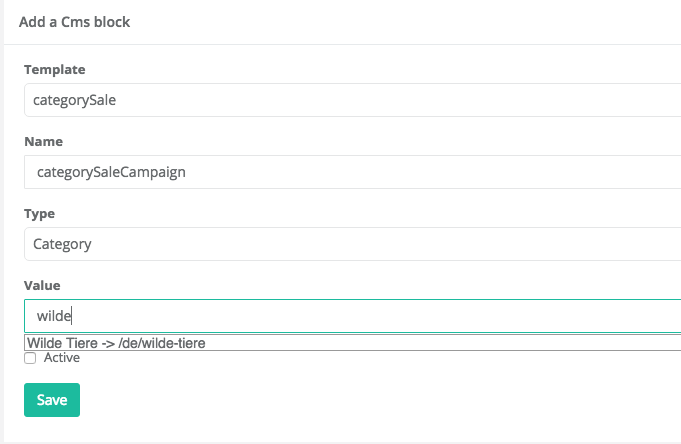 Add a Cms block
Template
categorySale
Name
categorySaleCampaign
Type
Category
Value
wilde
Wilde Tiere -> /de/wilde-tiere
Active
Save